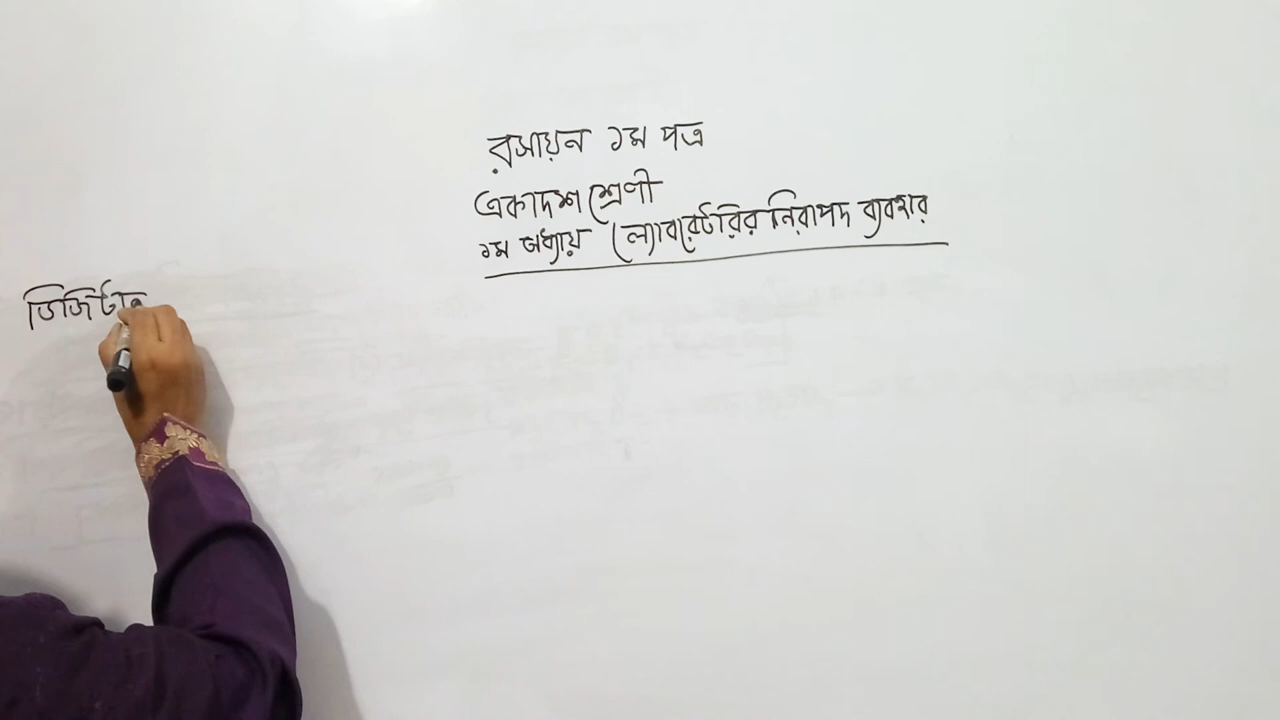 রসায়ন ১ম পত্র
একাদশ শ্রেণী
১ম অধ্যায় (ল্যাবরেটরির নিরাপদ ব্যবহার
ডিজিটাল